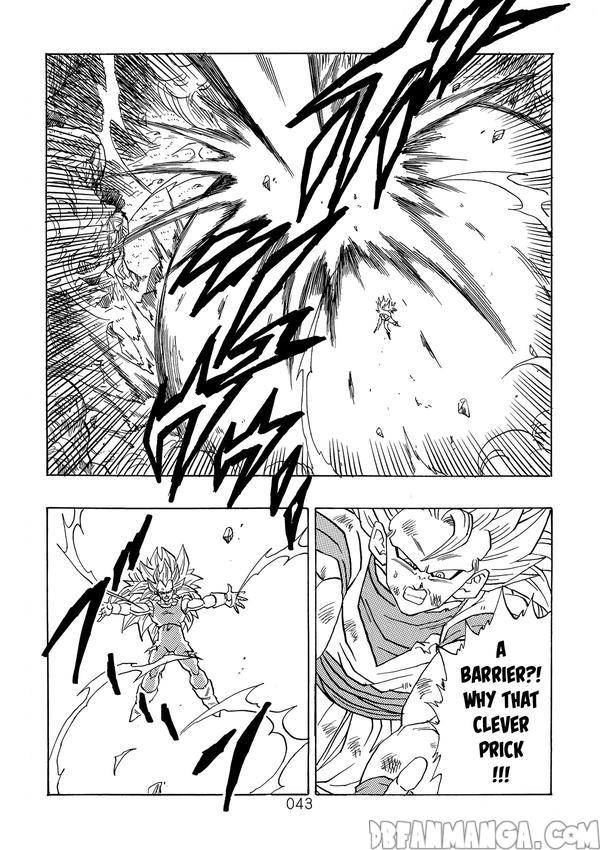 A
BARRIER?!
WHY THAT
CLEVER
PRICK
!!!
043
DBFANMANGA.COM